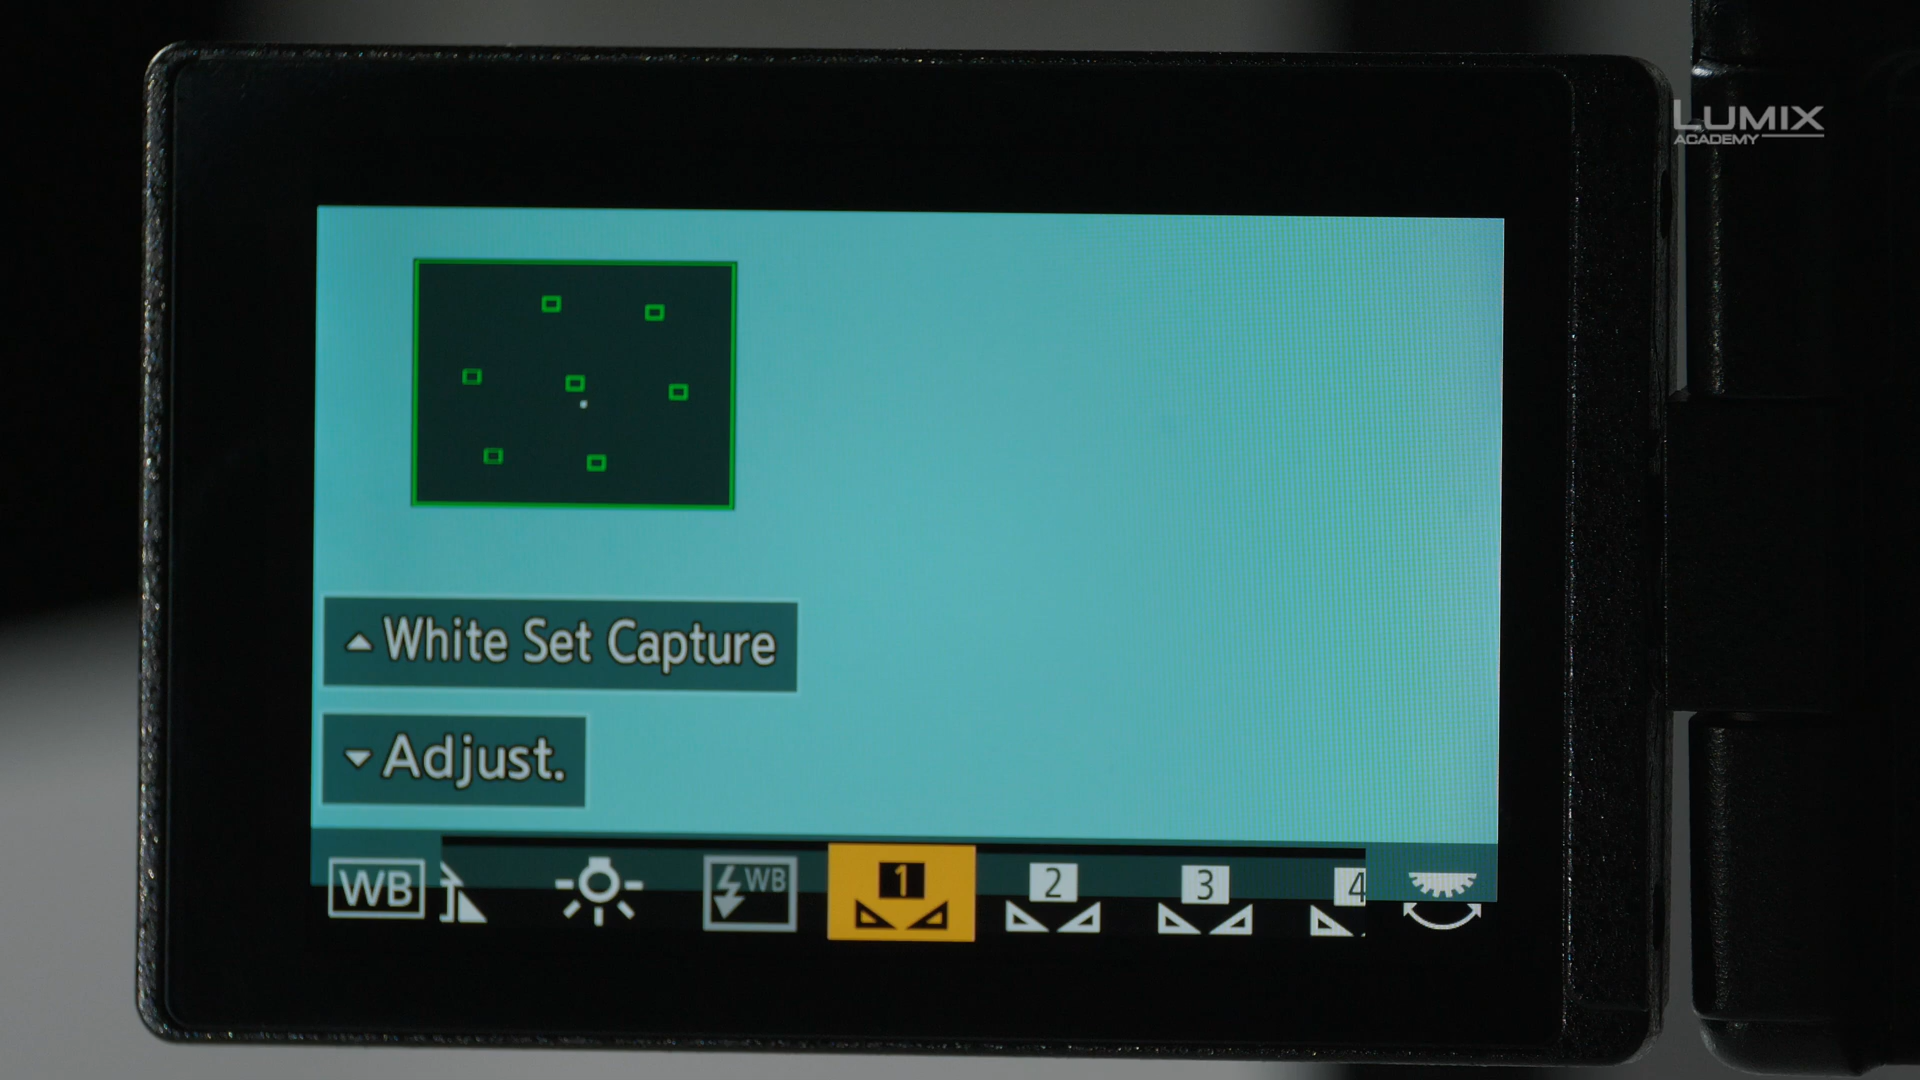 LUMIX
ACADEMY
White Set Capture
Adjust.
WB WB 1 2 3 4